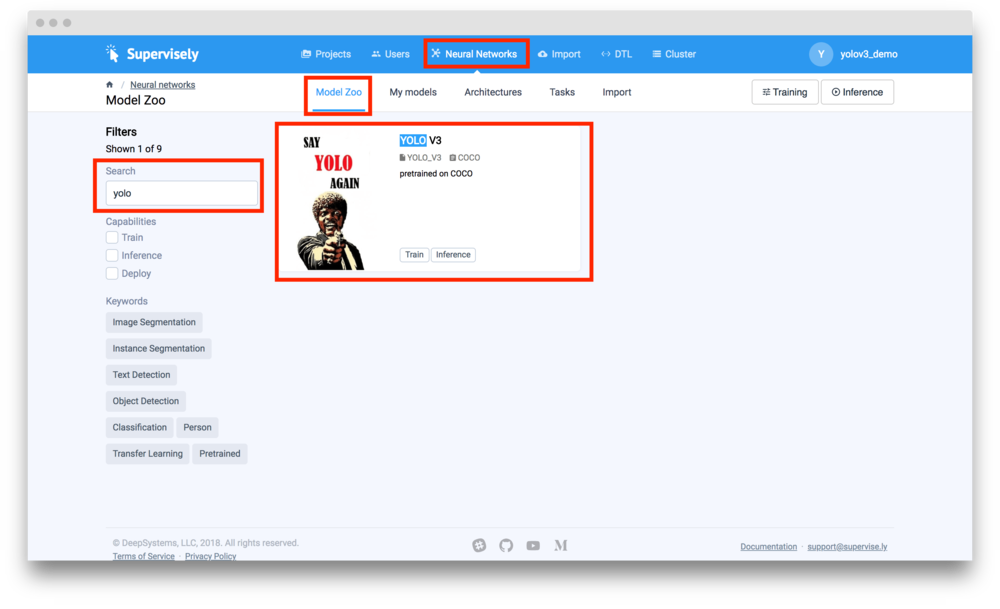 Supervisely
Projects Users Neural Networks Import DTL Cluster
Y yolov3_demo
/ Neural networks
Model Zoo
Model Zoo My models Architectures Tasks Import
Training Inference
Filters
Shown 1 of 9
Search
yolo
Capabilities
Train
Inference
Deploy
Keywords
Image Segmentation
Instance Segmentation
Text Detection
Object Detection
Classification Person
Transfer Learning Pretrained
SAY
YOLO
AGAIN
YOLO V3
YOLO_V3 COCO
pretrained on COCO
Train Inference
© DeepSystems, LLC, 2018. All rights reserved.
Terms of Service · Privacy Policy
Documentation · support@supervise.ly